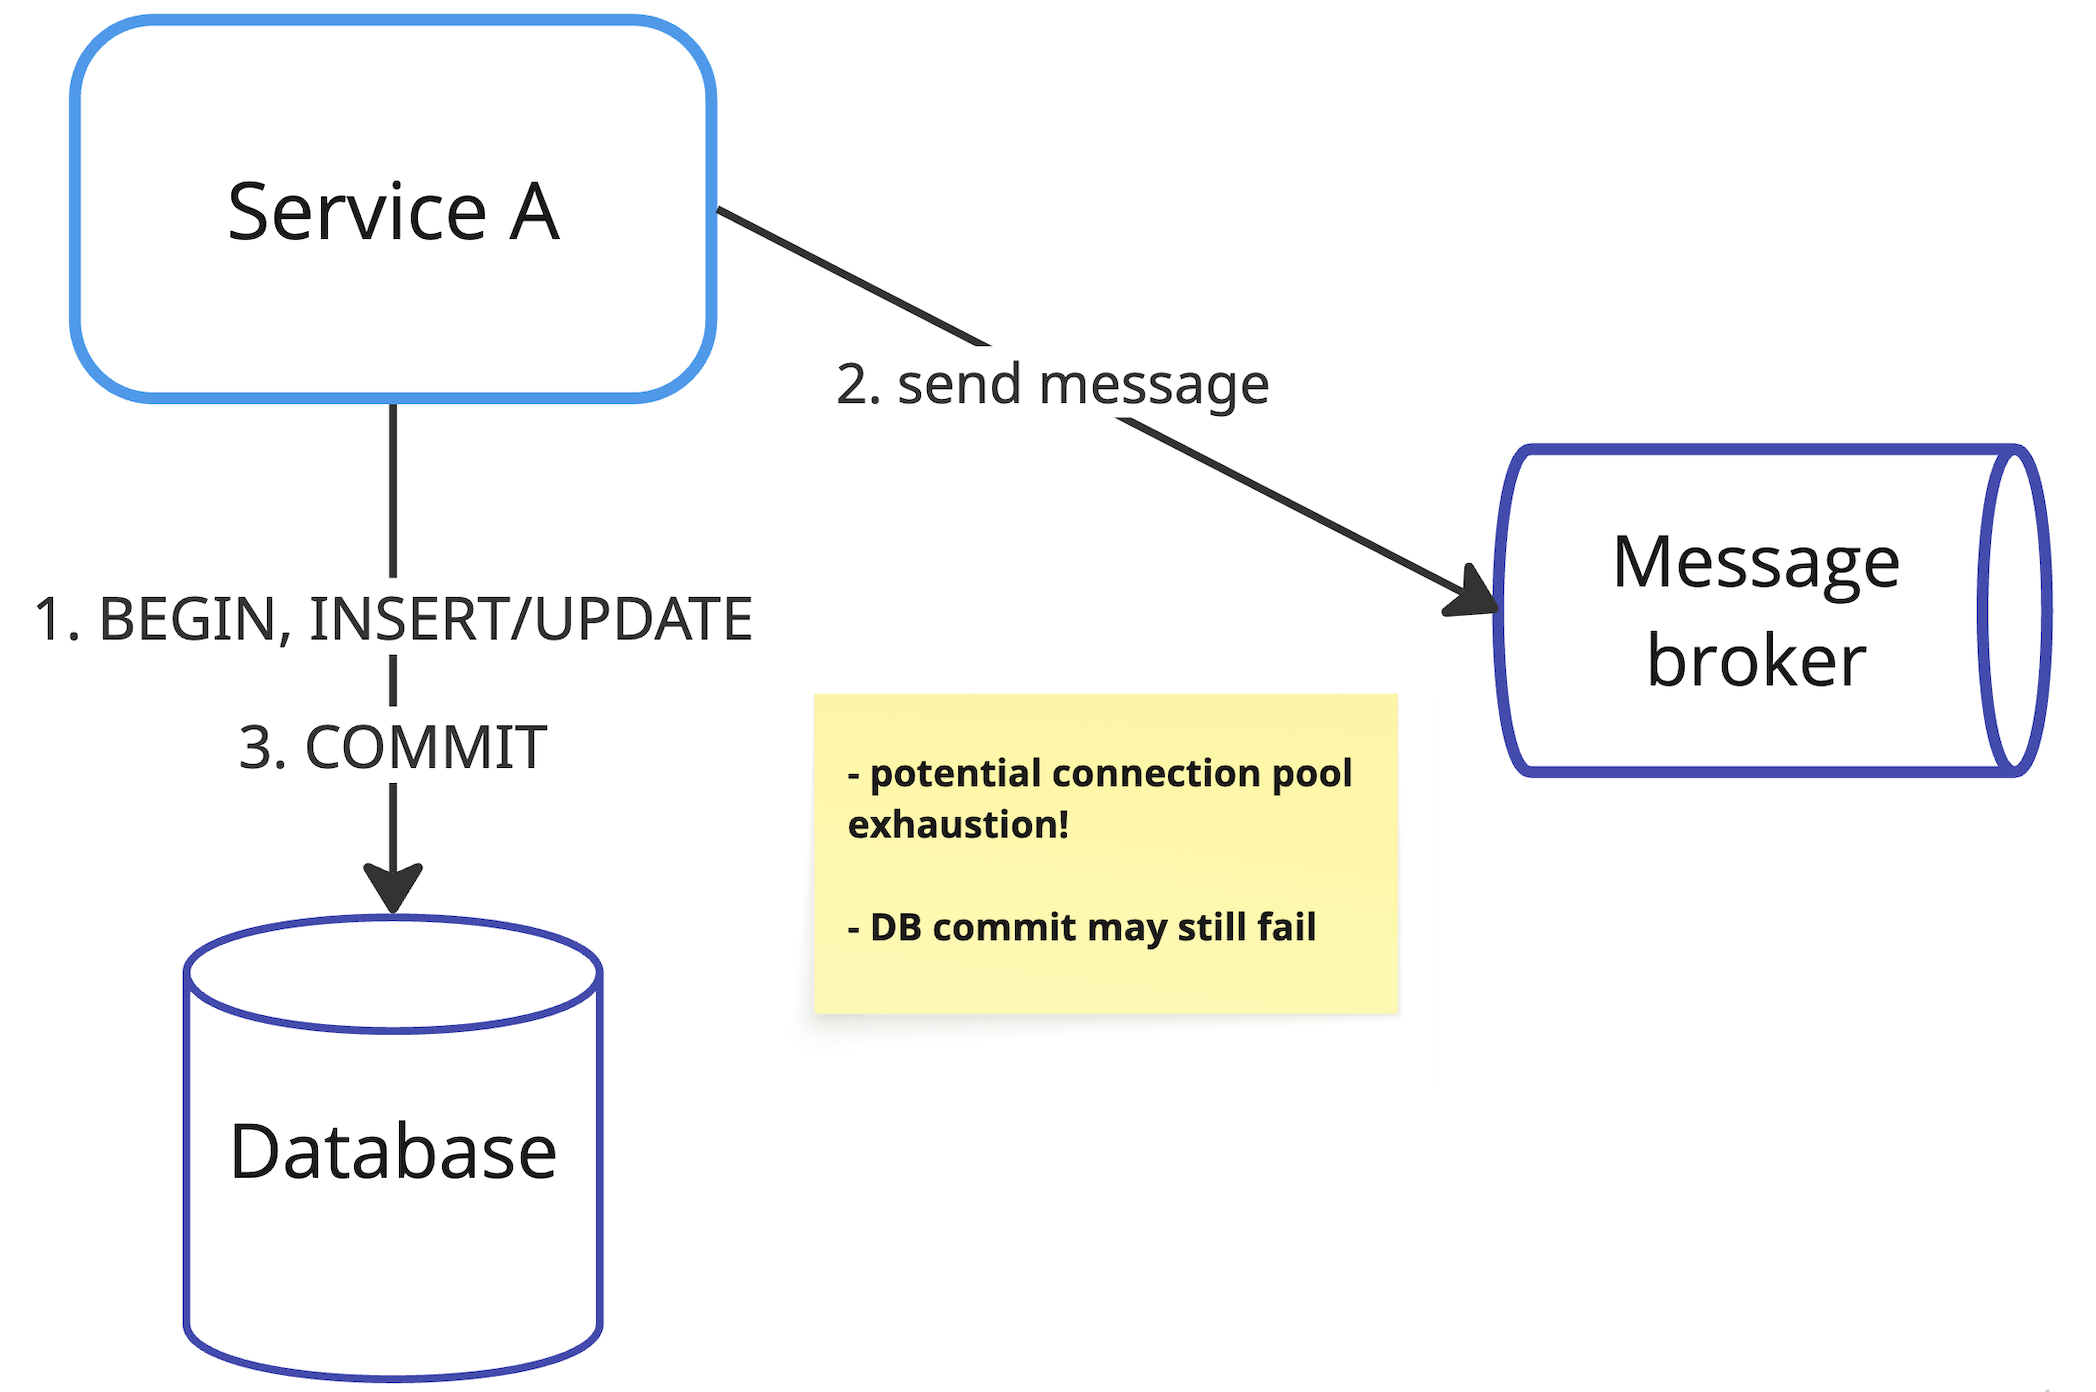 Service A
2. send message
Message
broker
1. BEGIN, INSERT/UPDATE
3. COMMIT
- potential connection pool
exhaustion!
- DB commit may still fail
Database